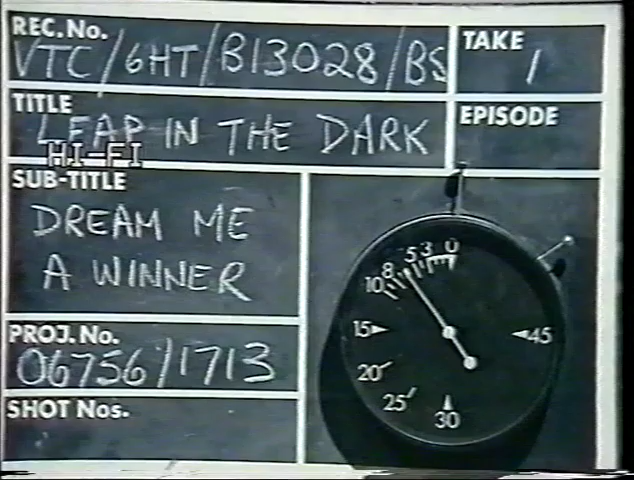 REC.No.
VTC/6HT/B13028/BS
TAKE
1
TITLE
LEAP IN THE DARK
EPISODE
HI-FI
SUB-TITLE
DREAM ME
A WINNER
PROJ.No.
06756/1713
SHOT Nos.
0
3
5
8
10
15
20
25
30
45